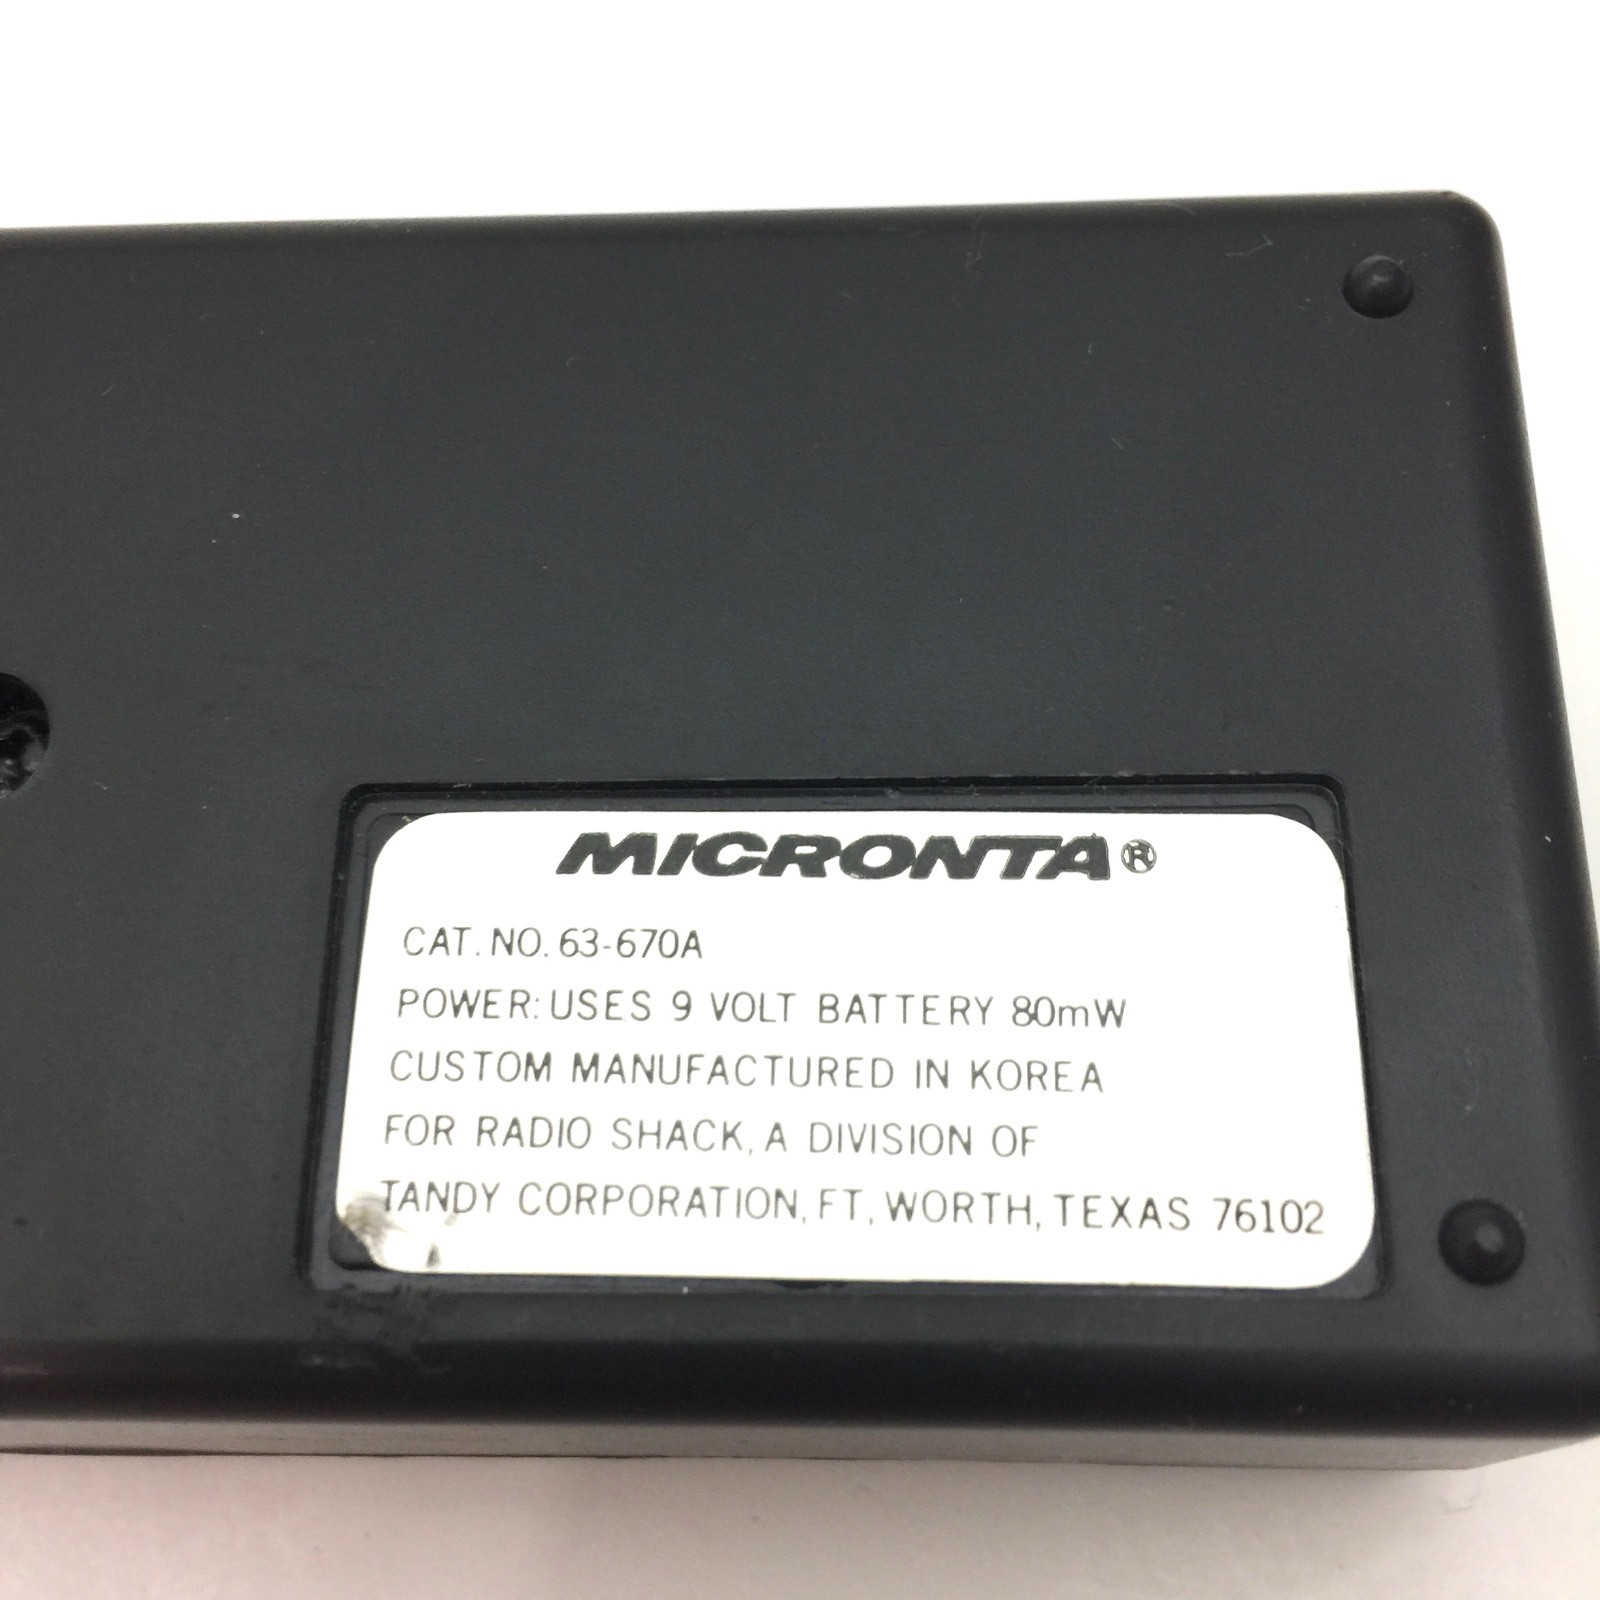 MICRONTA®
CAT. NO. 63-670A
POWER: USES 9 VOLT BATTERY 80mW
CUSTOM MANUFACTURED IN KOREA
FOR RADIO SHACK, A DIVISION OF
TANDY CORPORATION, FT, WORTH, TEXAS 76102